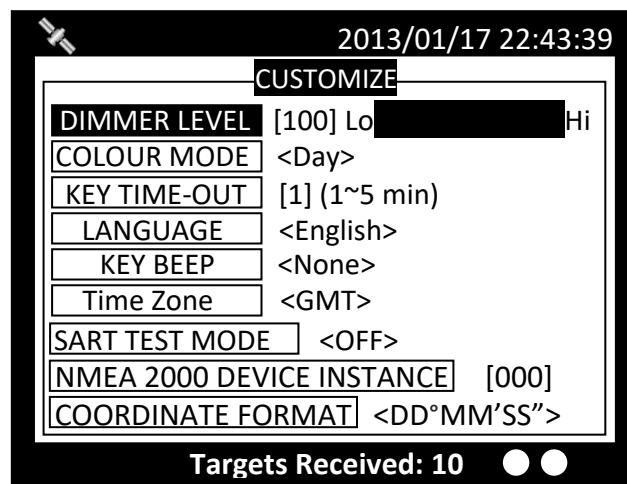 2013/01/17 22:43:39
CUSTOMIZE
DIMMER LEVEL [100] Lo Hi
COLOUR MODE <Day>
KEY TIME-OUT [1] (1~5 min)
LANGUAGE <English>
KEY BEEP <None>
Time Zone <GMT>
SART TEST MODE <OFF>
NMEA 2000 DEVICE INSTANCE [000]
COORDINATE FORMAT <DD°MM’SS”>
Targets Received: 10